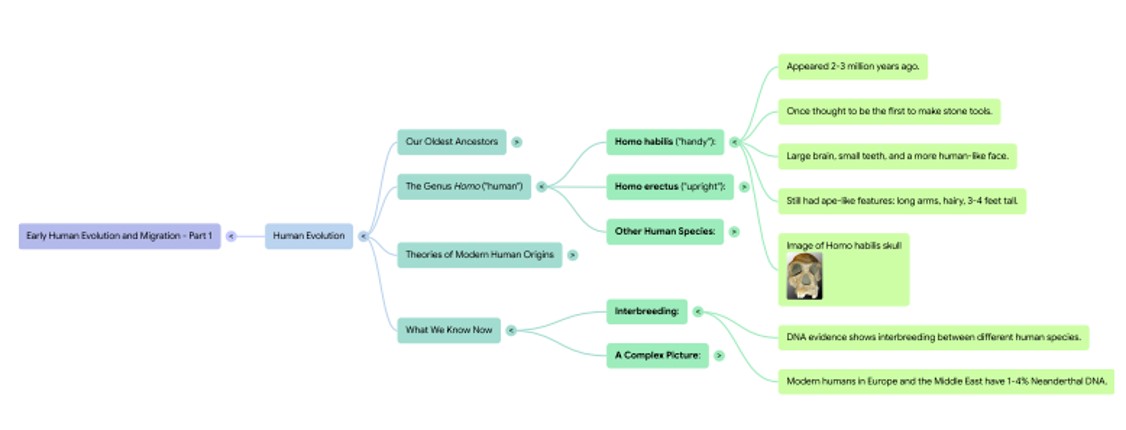 Early Human Evolution and Migration - Part 1
Human Evolution
Our Oldest Ancestors
The Genus Homo ("human")
Homo habilis ("handy"):
Appeared 2-3 million years ago.
Once thought to be the first to make stone tools.
Large brain, small teeth, and a more human-like face.
Still had ape-like features: long arms, hairy, 3-4 feet tall.
Image of Homo habilis skull
Homo erectus ("upright"):
Other Human Species:
Theories of Modern Human Origins
What We Know Now
Interbreeding:
DNA evidence shows interbreeding between different human species.
Modern humans in Europe and the Middle East have 1-4% Neanderthal DNA.
A Complex Picture: